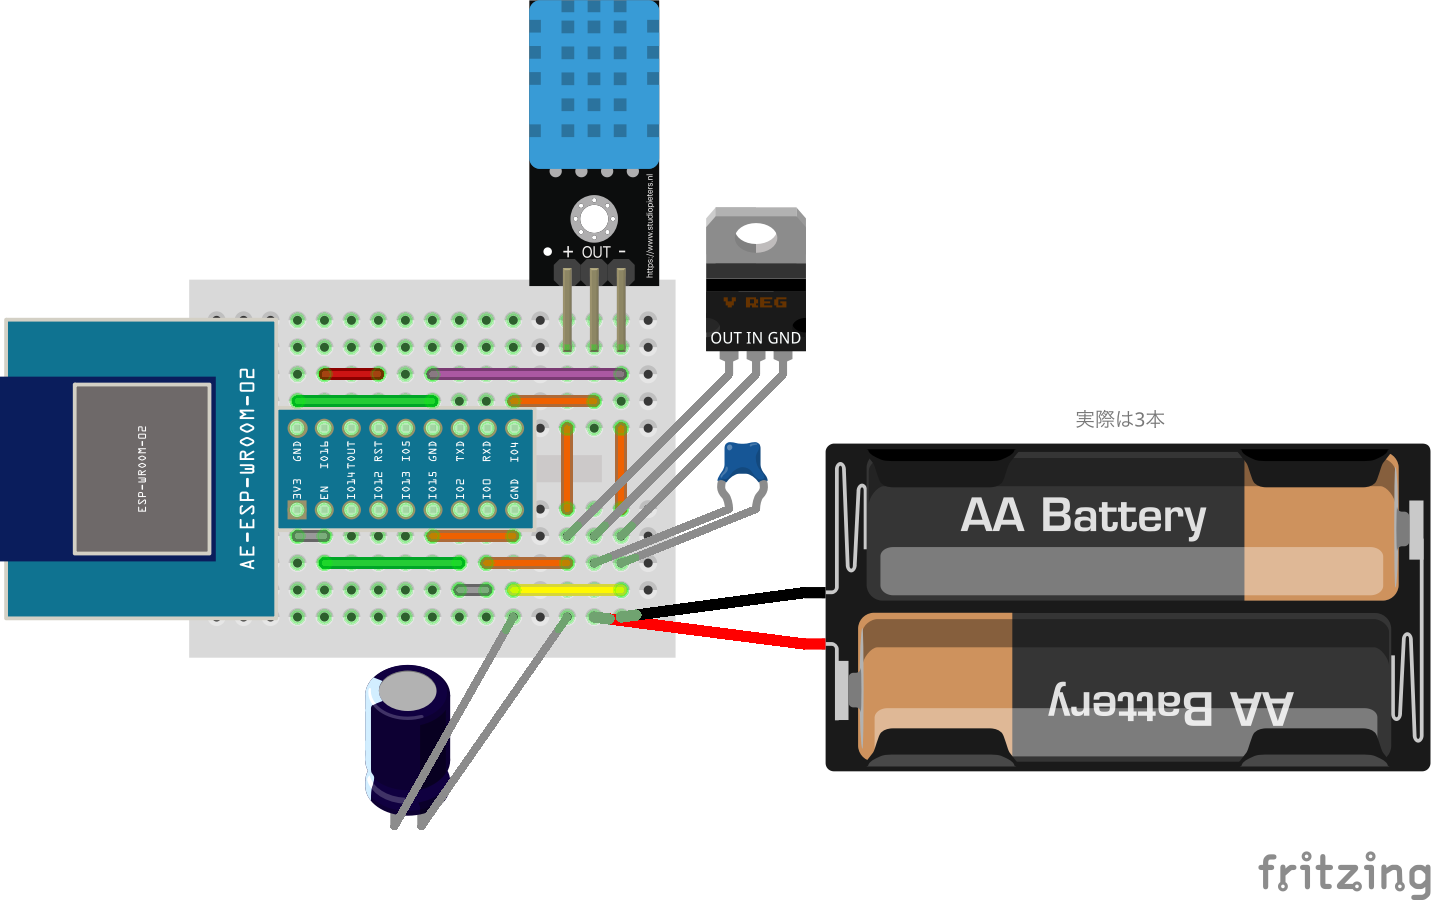 https://www.studiopieters.nl
+ OUT -
V REG
OUT IN GND
実際は3本
AE-ESP-WROOM-02
ESP-WROOM-02
GND IO16 TOUT RST IO5 GND TXD RXD IO4
3V3 EN IO14 IO12 IO13 IO15 IO2 IO0 GND
AA Battery
AA Battery
fritzing